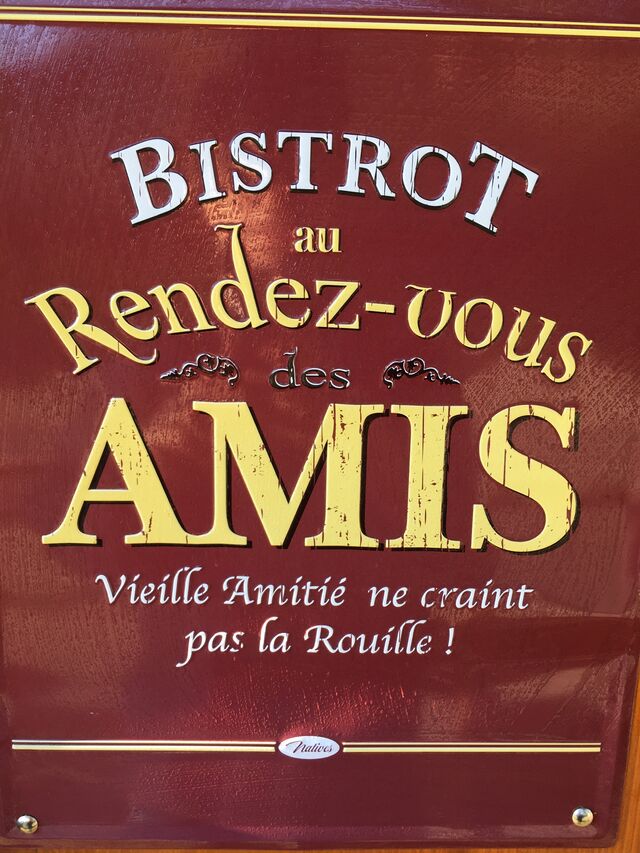 BISTROT
au
Rendez-vous
des
AMIS
Vieille Amitié ne craint
pas la Rouille !
Natives